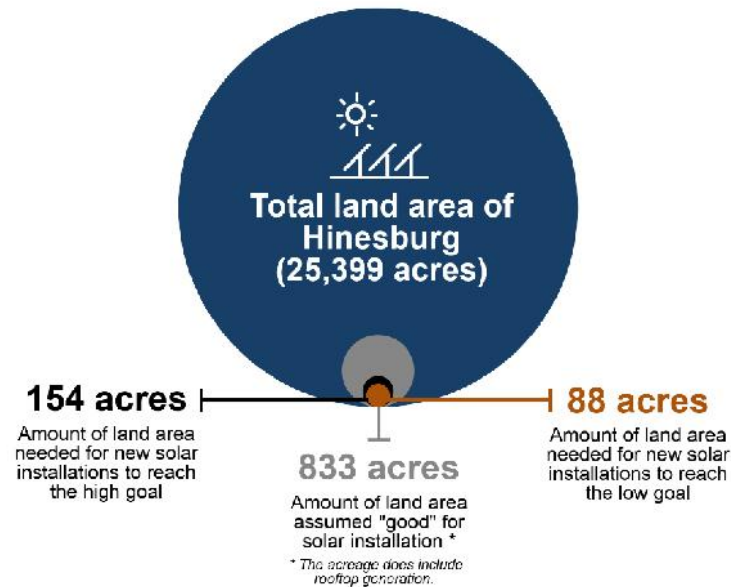 Total land area of
Hinesburg
(25,399 acres)
154 acres
Amount of land area
needed for new solar
installations to reach
the high goal
833 acres
Amount of land area
assumed "good" for
solar installation *
* The acreage does include
rooftop generation.
88 acres
Amount of land area
needed for new solar
installations to reach
the low goal